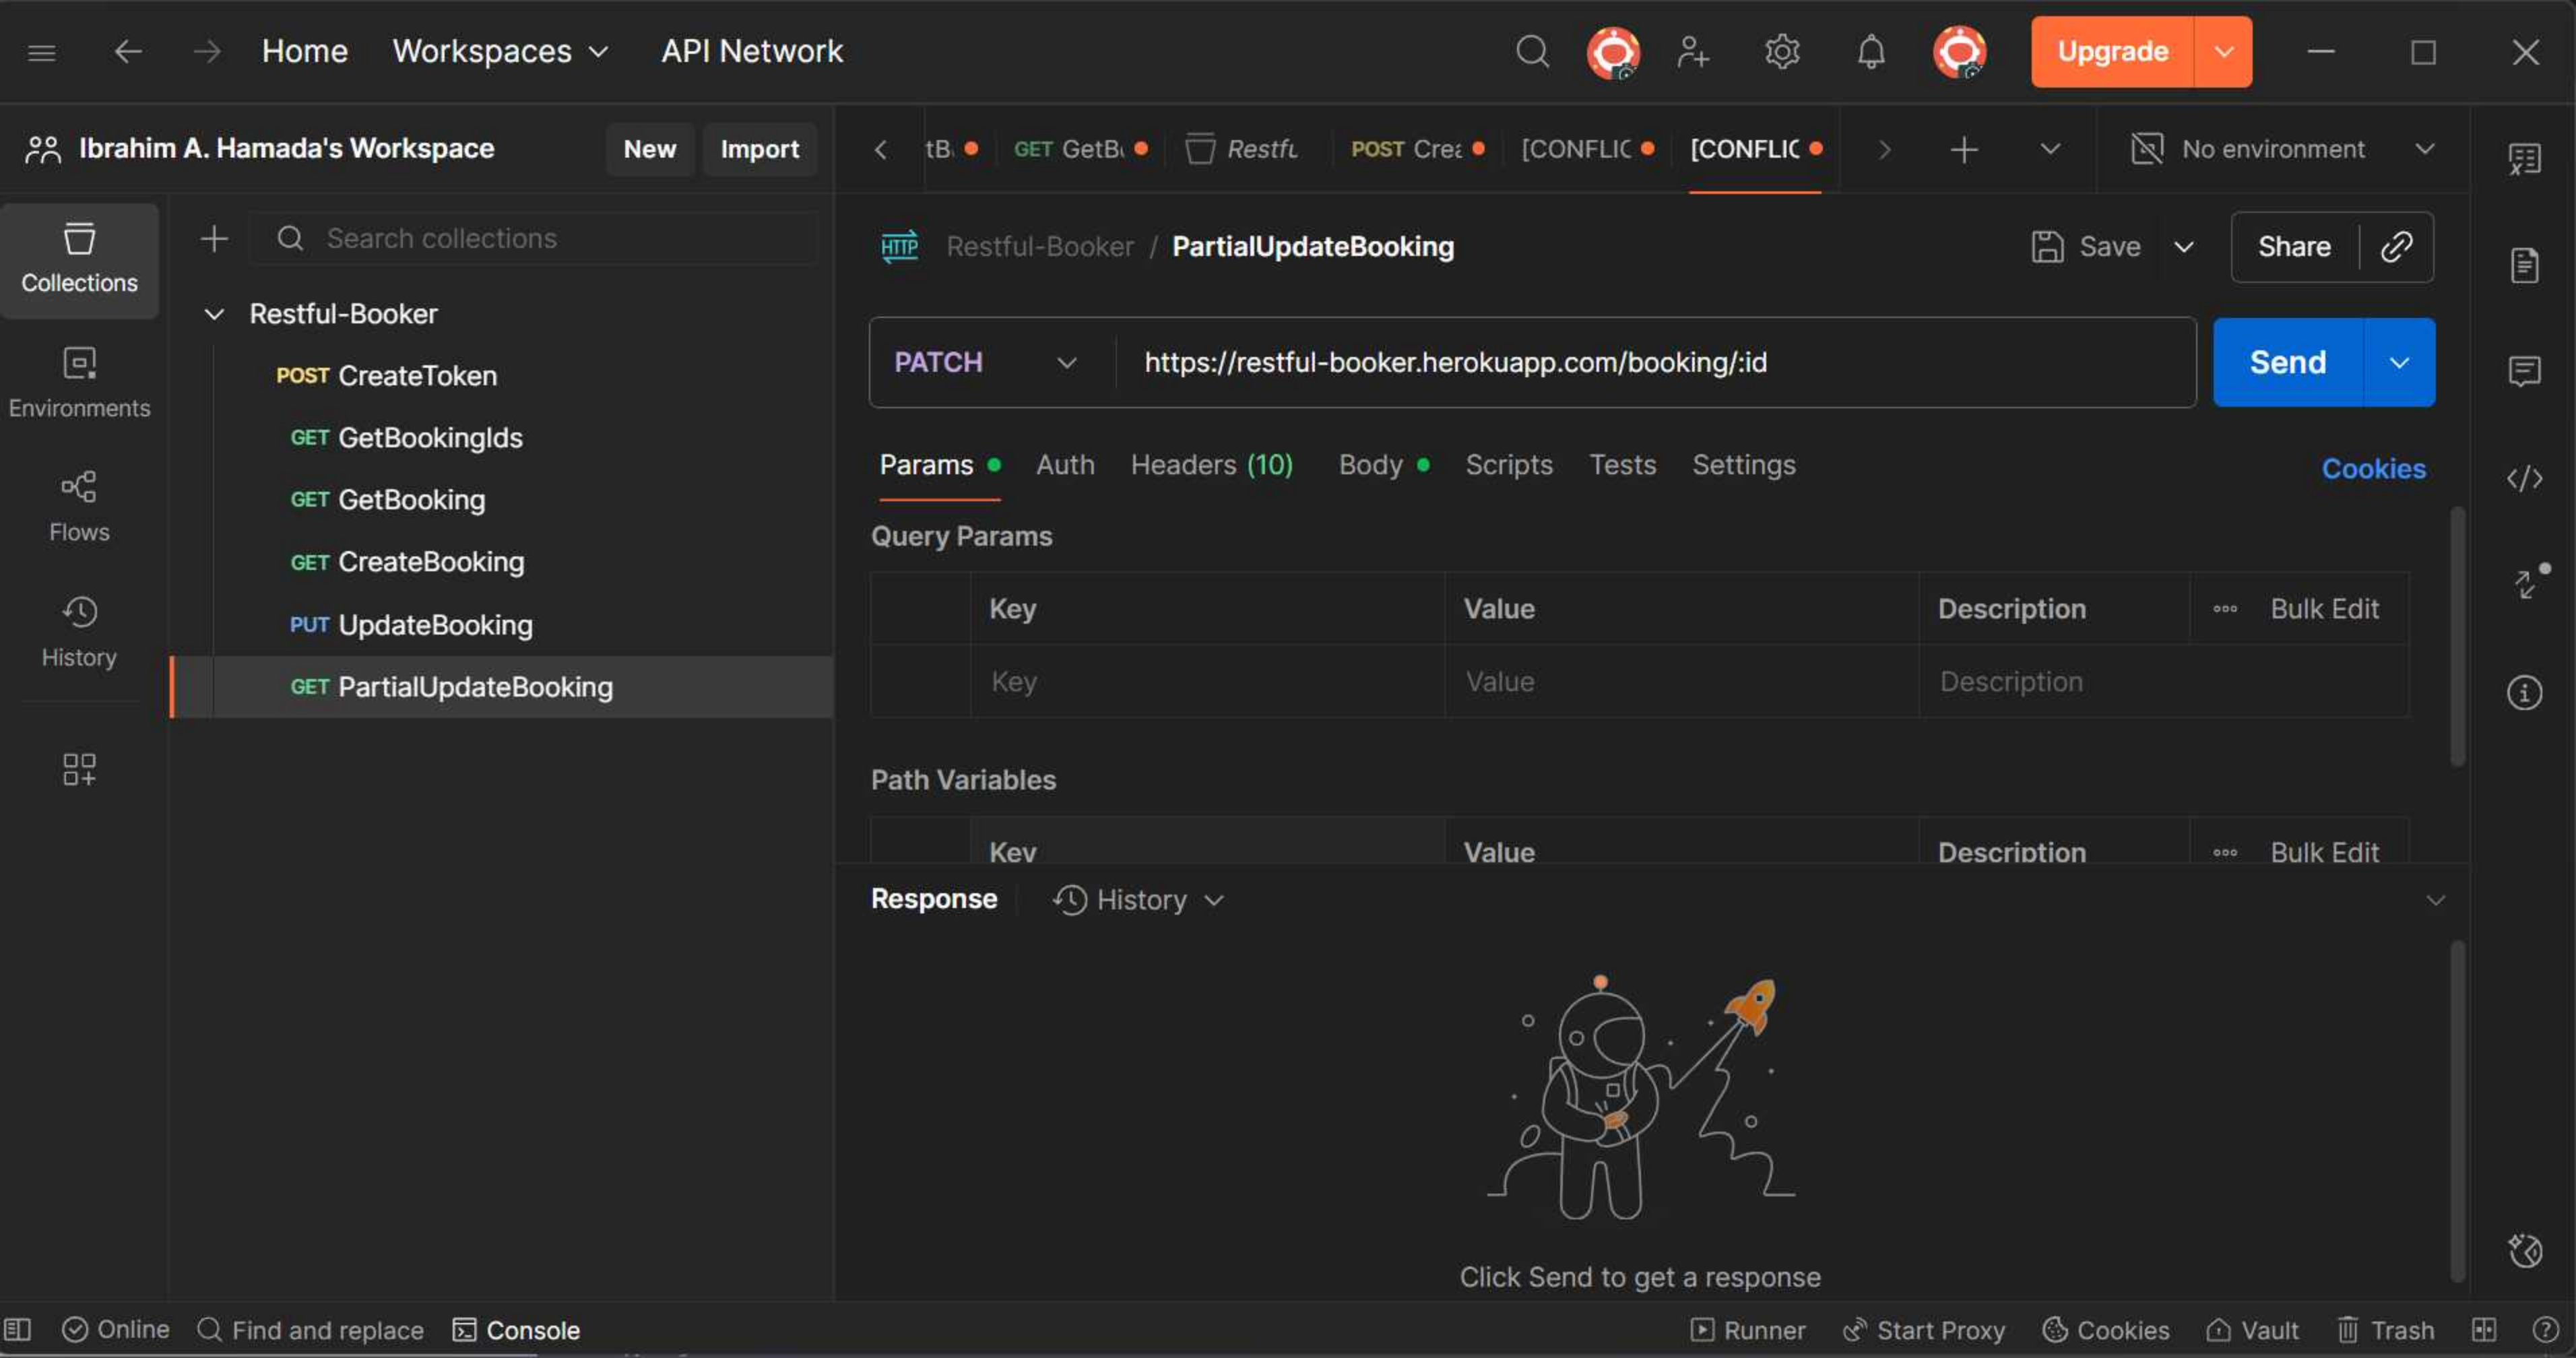 Home Workspaces API Network Upgrade
Ibrahim A. Hamada's Workspace New Import
tB. GET GetBu Restfu POST Crea [CONFLIC [CONFLIC No environment
Collections
Search collections
Restful-Booker / PartialUpdateBooking Save Share
Restful-Booker
POST CreateToken
GET GetBookingIds
GET GetBooking
GET CreateBooking
PUT UpdateBooking
GET PartialUpdateBooking
Environments
Flows
History
PATCH https://restful-booker.herokuapp.com/booking/:id Send
Params Auth Headers (10) Body Scripts Tests Settings Cookies
Query Params
Key Value Description Bulk Edit
Key Value Description
Path Variables
Key Value Description Bulk Edit
Response History
Click Send to get a response
Online Find and replace Console Runner Start Proxy Cookies Vault Trash